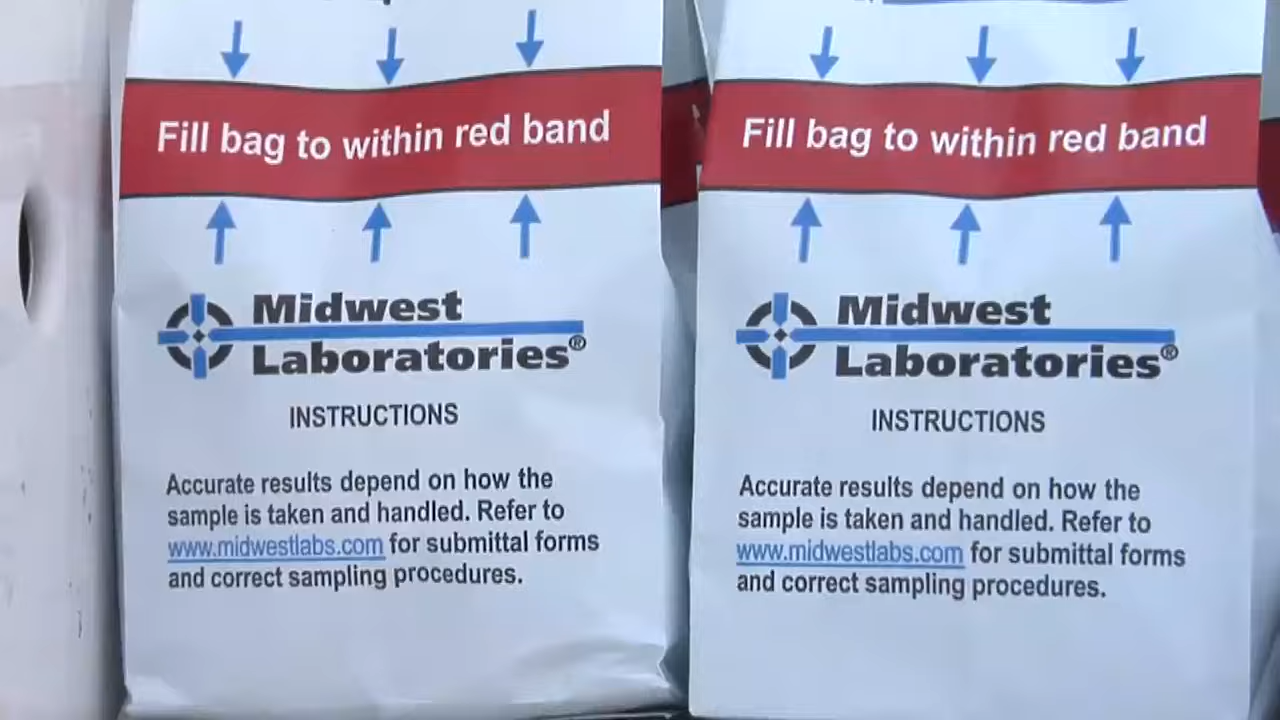 Fill bag to within red band
Midwest
Laboratories®
INSTRUCTIONS
Accurate results depend on how the
sample is taken and handled. Refer to
www.midwestlabs.com for submittal forms
and correct sampling procedures.
Fill bag to within red band
Midwest
Laboratories®
INSTRUCTIONS
Accurate results depend on how the
sample is taken and handled. Refer to
www.midwestlabs.com for submittal forms
and correct sampling procedures.